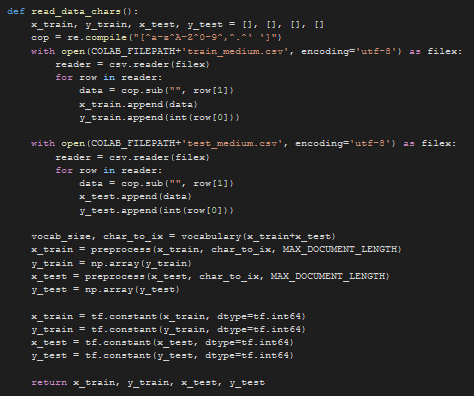 def read_data_chars():
    x_train, y_train, x_test, y_test = [], [], [], []
    cop = re.compile("[^a-z^A-Z^0-9^,^.^' ']")
    with open(COLAB_FILEPATH+'train_medium.csv', encoding='utf-8') as filex:
        reader = csv.reader(filex)
        for row in reader:
            data = cop.sub("", row[1])
            x_train.append(data)
            y_train.append(int(row[0]))

    with open(COLAB_FILEPATH+'test_medium.csv', encoding='utf-8') as filex:
        reader = csv.reader(filex)
        for row in reader:
            data = cop.sub("", row[1])
            x_test.append(data)
            y_test.append(int(row[0]))

    vocab_size, char_to_ix = vocabulary(x_train+x_test)
    x_train = preprocess(x_train, char_to_ix, MAX_DOCUMENT_LENGTH)
    y_train = np.array(y_train)
    x_test = preprocess(x_test, char_to_ix, MAX_DOCUMENT_LENGTH)
    y_test = np.array(y_test)

    x_train = tf.constant(x_train, dtype=tf.int64)
    y_train = tf.constant(y_train, dtype=tf.int64)
    x_test = tf.constant(x_test, dtype=tf.int64)
    y_test = tf.constant(y_test, dtype=tf.int64)

    return x_train, y_train, x_test, y_test